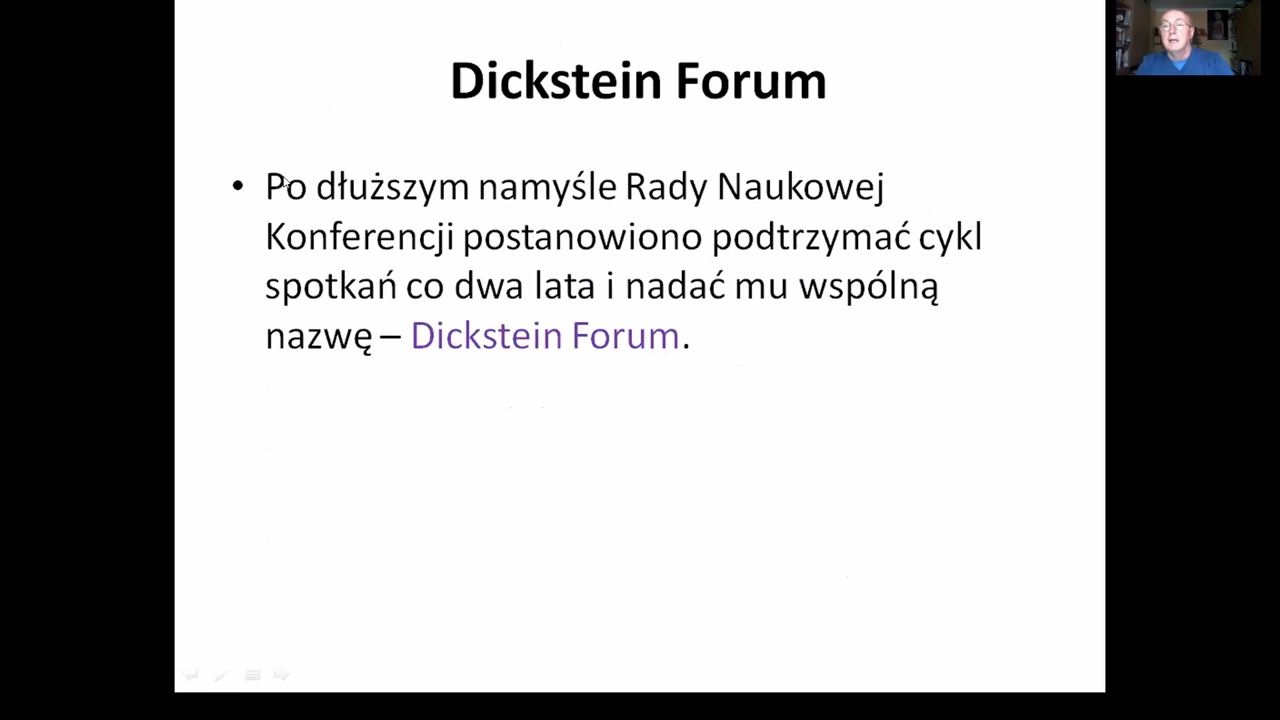 Dickstein Forum
• Po dłuższym namyśle Rady Naukowej
Konferencji postanowiono podtrzymać cykl
spotkań co dwa lata i nadać mu wspólną
nazwę – Dickstein Forum.